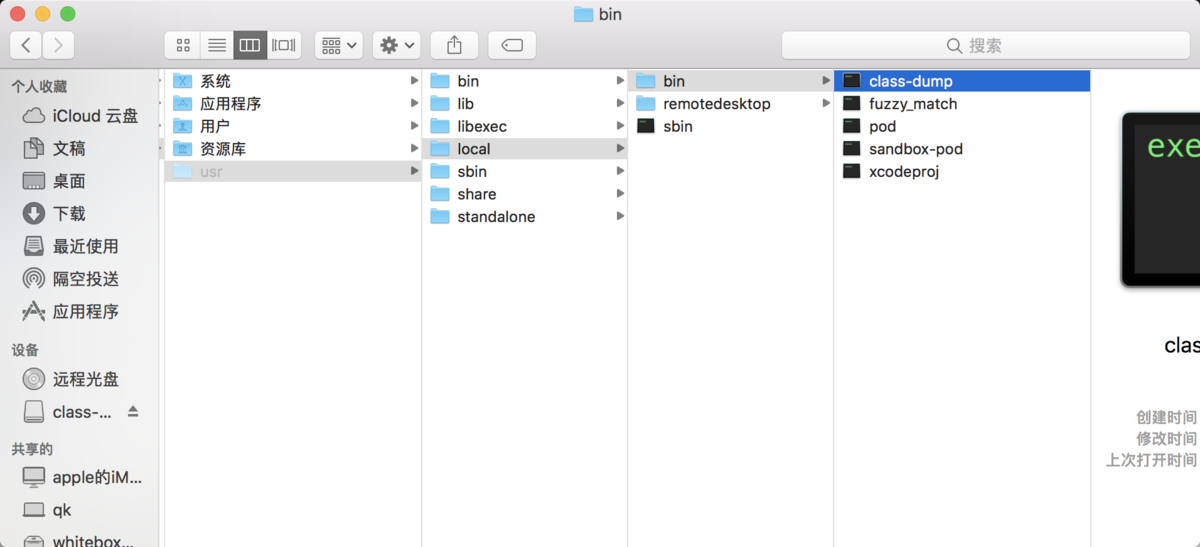 bin
搜索
个人收藏
iCloud 云盘
文稿
桌面
下载
最近使用
隔空投送
应用程序
设备
远程光盘
class-...
共享的
apple的iM...
qk
whitebox...
系统
应用程序
用户
资源库
usr
bin
lib
libexec
local
sbin
share
standalone
bin
remotedesktop
sbin
class-dump
fuzzy_match
pod
sandbox-pod
xcodeproj
exe
clas
创建时间
修改时间
上次打开时间